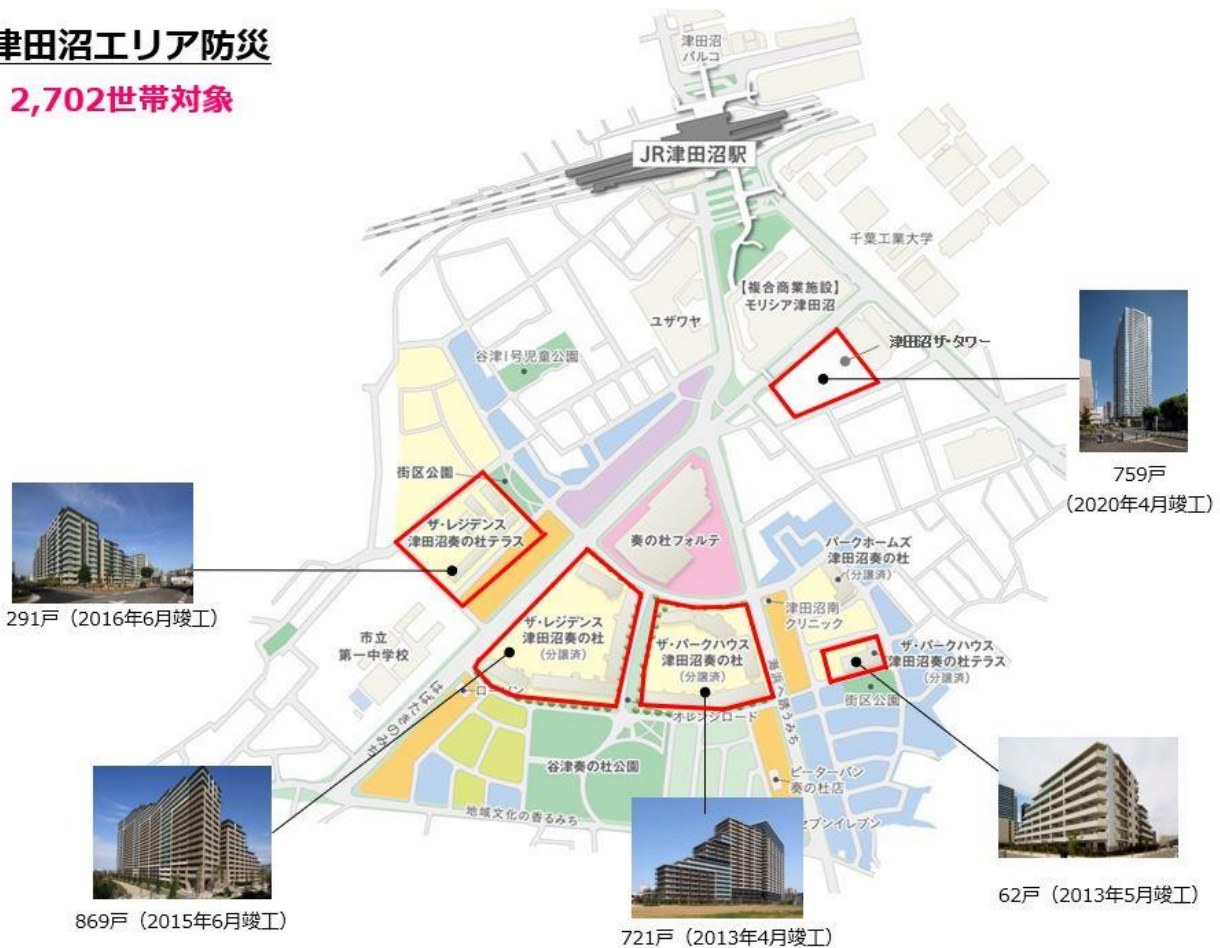 津田沼エリア防災
2,702世帯対象
津田沼
パルコ
JR津田沼駅
千葉工業大学
【複合商業施設】
モリシア津田沼
ユザワヤ
津田沼ザ・タワー
谷津1号児童公園
759戸
（2020年4月竣工）
街区公園
ザ・レジデンス
津田沼奏の杜テラス
奏の杜フォルテ
パークホームズ
津田沼奏の杜
（分譲済）
291戸（2016年6月竣工）
津田沼南
クリニック
市立
第一中学校
ザ・レジデンス
津田沼奏の杜
（分譲済）
ザ・パークハウス
津田沼奏の杜
（分譲済）
ザ・パークハウス
津田沼奏の杜テラス
（分譲済）
街区公園
ローソン
はばたきのみち
オレンジロード
海浜へ誘うみち
谷津奏の杜公園
ピーターパン
奏の杜店
地域文化の香るみち
セブンイレブン
869戸（2015年6月竣工）
721戸（2013年4月竣工）
62戸（2013年5月竣工）